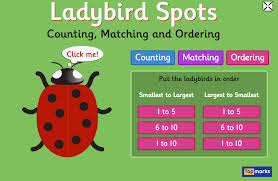 Ladybird Spots
Counting, Matching and Ordering
Click me!
Counting Matching Ordering
Put the ladybirds in order
Smallest to Largest Largest to Smallest
1 to 5 1 to 5
6 to 10 6 to 10
1 to 10 1 to 10
topmarks